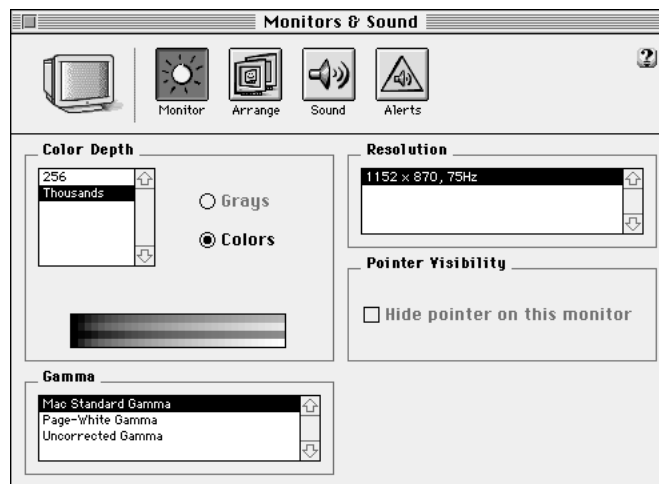 Monitors & Sound
Monitor
Arrange
Sound
Alerts
?
Color Depth
256
Thousands
Grays
Colors
Resolution
1152 x 870, 75Hz
Pointer Visibility
Hide pointer on this monitor
Gamma
Mac Standard Gamma
Page-White Gamma
Uncorrected Gamma